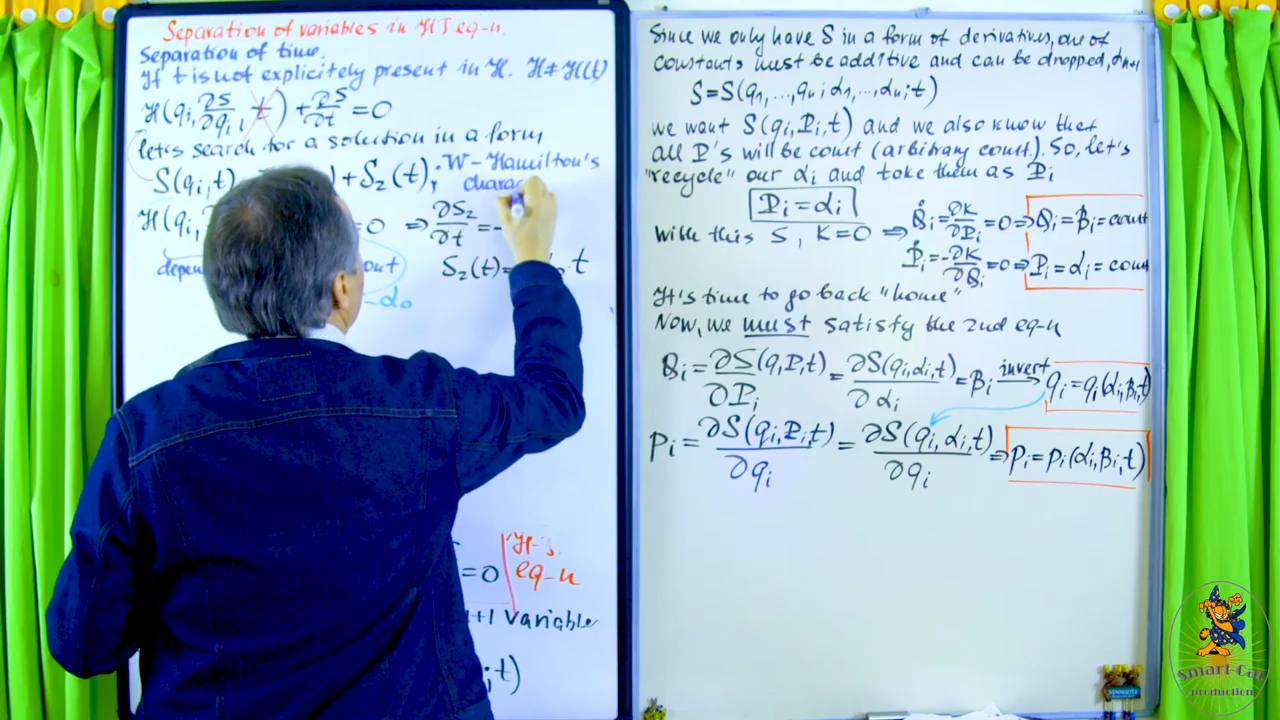 Separation of variables in HJ eq-n.
Separation of time.
If t is not explicitely present in ℋ. ℋ≠ℋ(t)
ℋ(qi, ∂S/∂qi, t) + ∂S/∂t = 0
let's search for a solution in a form
S(qi,t) + S2(t); W - Hamilton's
charac
ℋ(qi, = 0 ⇒ ∂S2/∂t = -
S2(t)= t
-α0
ℋ-J.
=0 eq-n
+1 variable
;t)
Since we only have S in a form of derivatives, one of
constants must be additive and can be dropped, αn+1
S=S(q1,...,qn; α1,...,αn; t)
we want S(qi,Pi,t) and we also know that
all P's will be const (arbitrary const.). So, let's
"recycle" our αi and take them as Pi
Pi=αi
With this S, K=0 ⇒ Q̇i=∂K/∂Pi=0 ⇒ Qi=βi=const
Ṗi=-∂K/∂Qi=0 ⇒ Pi=αi=const
It's time to go back "home"
Now, we must satisfy the 2nd eq-n
Qi=∂S(q,P,t)/∂Pi = ∂S(qi,αi,t)/∂αi = βi invert→ qi=qi(αi,βi,t)
Pi=∂S(qi,Pi,t)/∂qi = ∂S(qi,αi,t)/∂qi ⇒ pi=pi(αi,βi,t)
Smart Cat
production